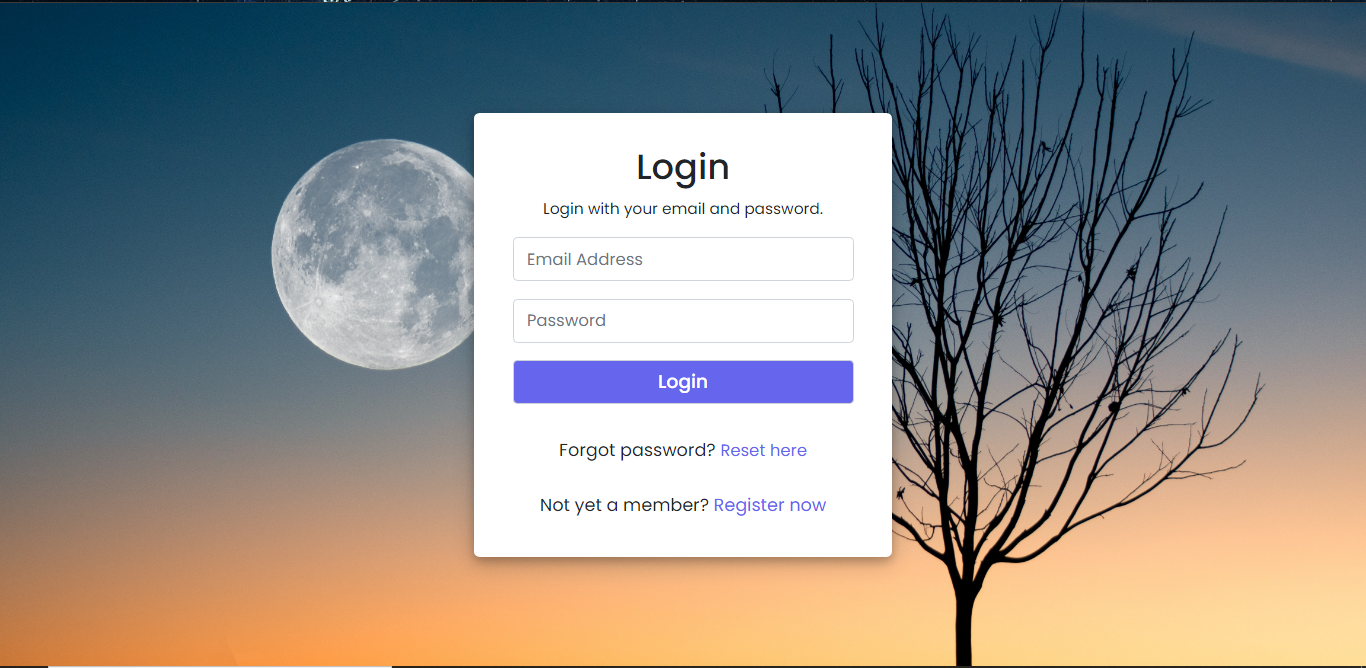 Login
Login with your email and password.
Email Address
Password
Login
Forgot password? Reset here
Not yet a member? Register now